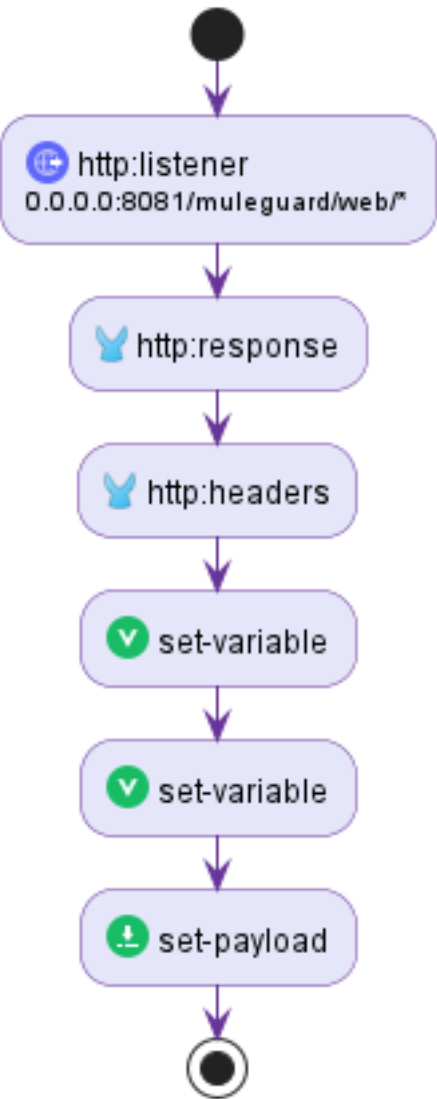 http:listener
0.0.0.0:8081/muleguard/web/*
http:response
http:headers
set-variable
set-variable
set-payload